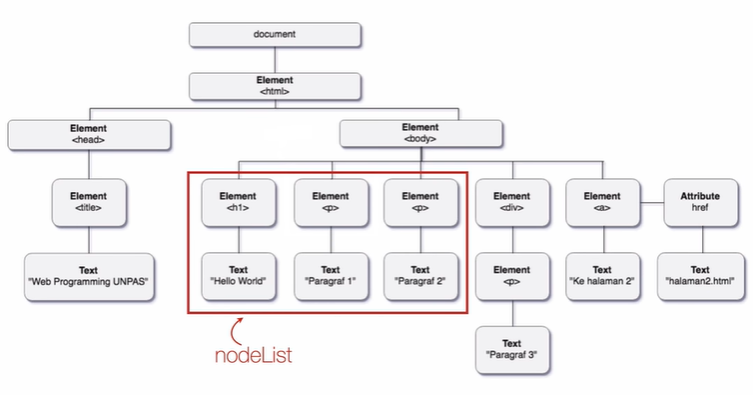 document
Element
<html>
Element
<head>
Element
<body>
Element
<title>
Element
<h1>
Element
<p>
Element
<p>
Element
<div>
Element
<a>
Attribute
href
Text
"Web Programming UNPAS"
Text
"Hello World"
Text
"Paragraf 1"
Text
"Paragraf 2"
Element
<p>
Text
"Ke halaman 2"
Text
"halaman2.html"
Text
"Paragraf 3"
nodeList